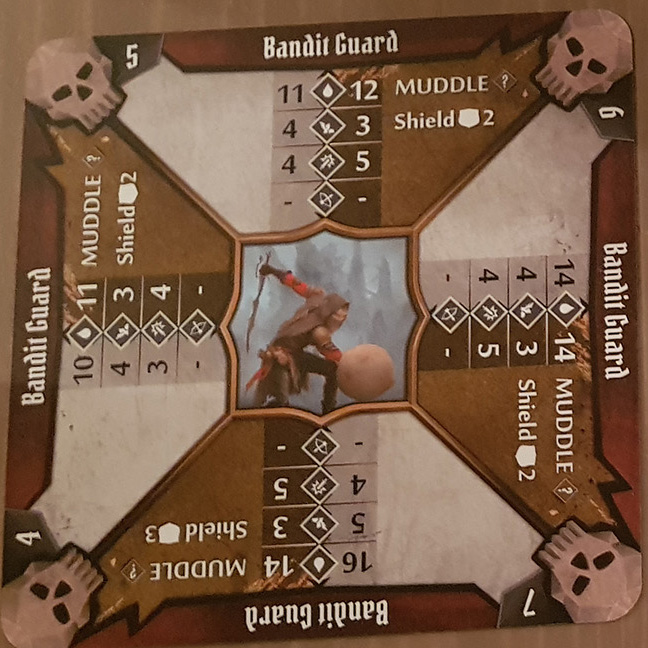 5
Bandit Guard
11 12 MUDDLE ?
4 3 Shield 2
4 5
- -
6
Bandit Guard
14 14 MUDDLE ?
4 3 Shield 2
4 5
- -
7
Bandit Guard
16 14 MUDDLE ?
5 3 Shield 3
4 5
- -
4
Bandit Guard
10 11 MUDDLE ?
4 3 Shield 2
3 4
- -